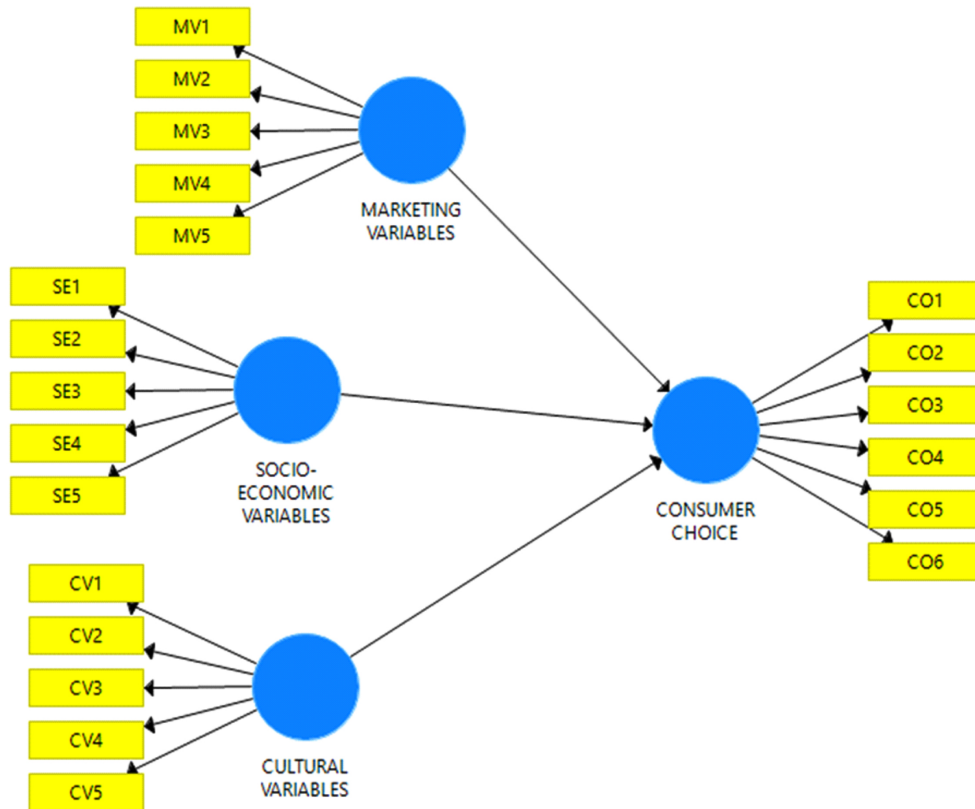 MV1
MV2
MV3
MV4
MV5
MARKETING
VARIABLES
SE1
SE2
SE3
SE4
SE5
SOCIO-
ECONOMIC
VARIABLES
CV1
CV2
CV3
CV4
CV5
CULTURAL
VARIABLES
CONSUMER
CHOICE
CO1
CO2
CO3
CO4
CO5
CO6